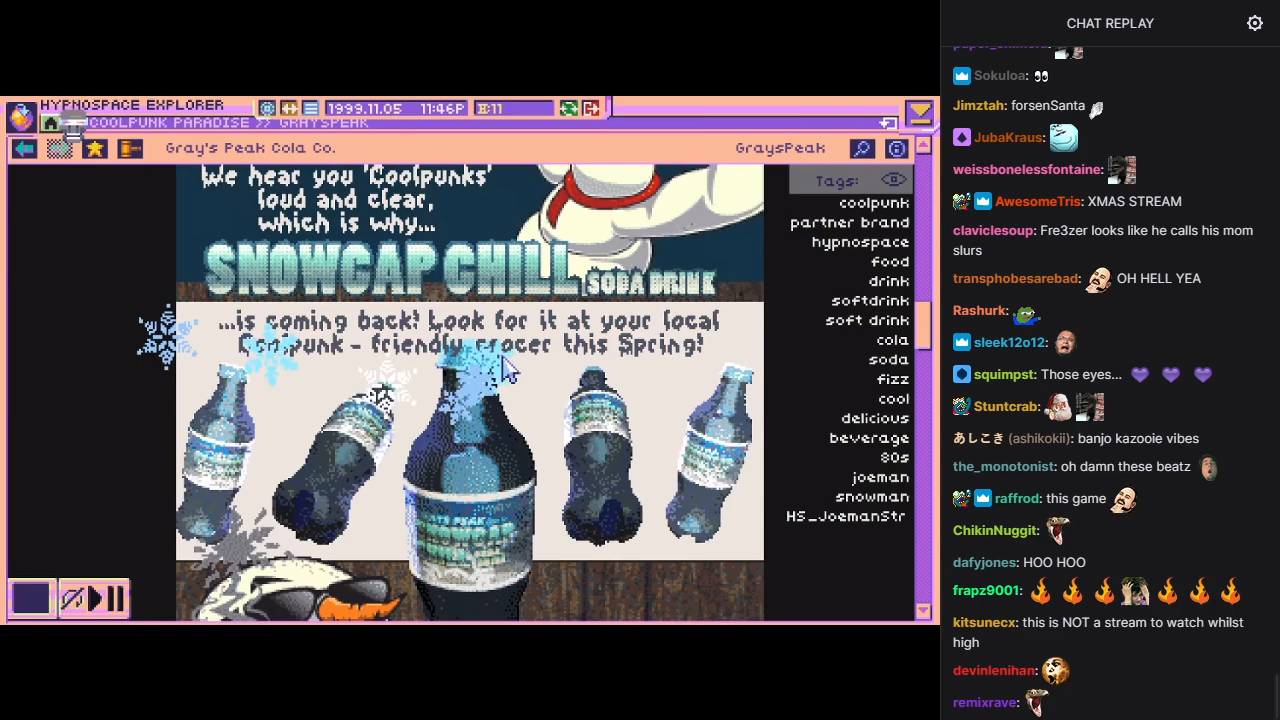 CHAT REPLAY
HYPNOSPACE EXPLORER
1999.11.05 11:46P
:11
COOLPUNK PARADISE >> GRAYSPEAK
Gray's Peak Cola Co.
GraysPeak
We hear you 'Coolpunks'
loud and clear,
which is why...
SNOWCAP CHILL SODA DRINK
...is coming back! Look for it at your local
Coolpunk - friendly grocer this Spring!
Tags:
coolpunk
partner brand
hypnospace
food
drink
softdrink
soft drink
cola
soda
fizz
cool
delicious
beverage
80s
joeman
snowman
HS_JoemanStr
Sokuloa:
Jimztah: forsenSanta
JubaKraus:
weissbonelessfontaine:
AwesomeTris: XMAS STREAM
claviclesoup: Fre3zer looks like he calls his mom
slurs
transphobesarebad: OH HELL YEA
Rashurk:
sleek12o12:
squimpst: Those eyes...
Stuntcrab:
あしこき (ashikokii): banjo kazooie vibes
the_monotonist: oh damn these beatz
raffrod: this game
ChikinNuggit:
dafyjones: HOO HOO
frapz9001:
kitsunecx: this is NOT a stream to watch whilst
high
devinlenihan:
remixrave: